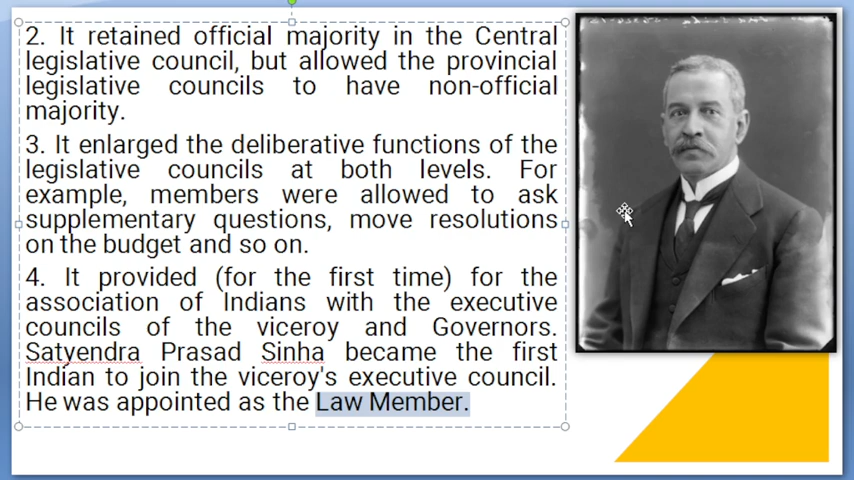 2. It retained official majority in the Central
legislative council, but allowed the provincial
legislative councils to have non-official
majority.
3. It enlarged the deliberative functions of the
legislative councils at both levels. For
example, members were allowed to ask
supplementary questions, move resolutions
on the budget and so on.
4. It provided (for the first time) for the
association of Indians with the executive
councils of the viceroy and Governors.
Satyendra Prasad Sinha became the first
Indian to join the viceroy's executive council.
He was appointed as the Law Member.